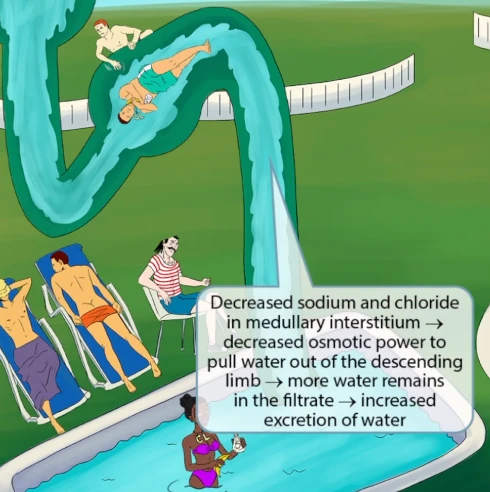 Decreased sodium and chloride
in medullary interstitium →
decreased osmotic power to
pull water out of the descending
limb → more water remains
in the filtrate → increased
excretion of water